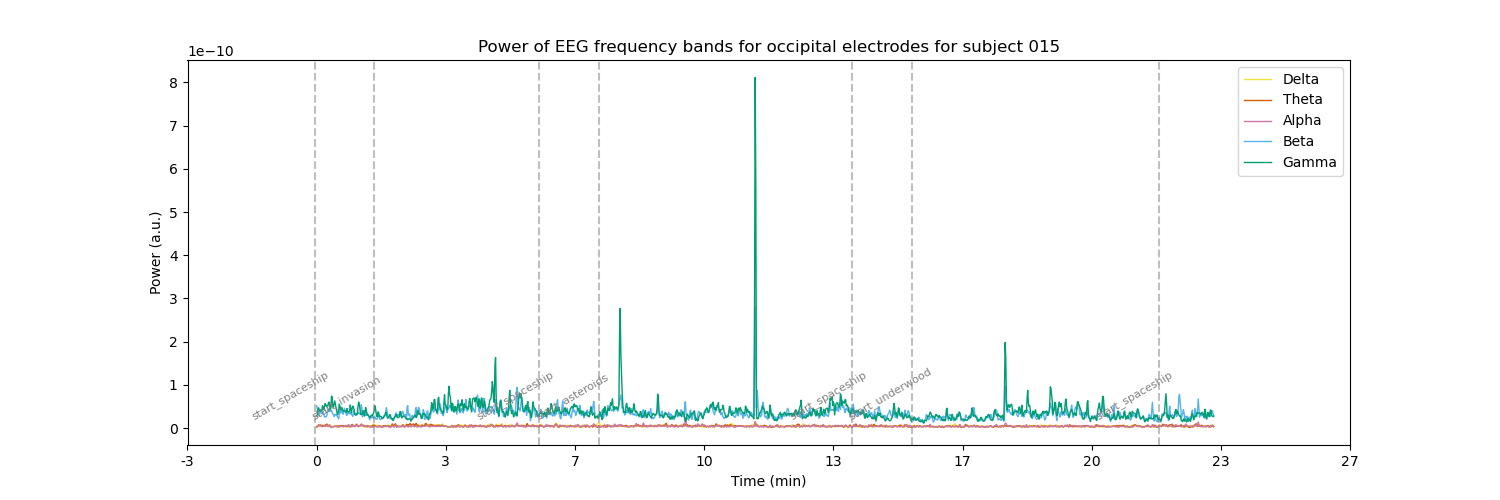 Power of EEG frequency bands for occipital electrodes for subject 015
1e−10
8
7
6
5
4
3
2
1
0
Power (a.u.)
Delta
Theta
Alpha
Beta
Gamma
start_spaceship
start_invasion
start_spaceship
start_asteroids
start_spaceship
start_underwood
start_spaceship
-3 0 3 7 10 13 17 20 23 27
Time (min)